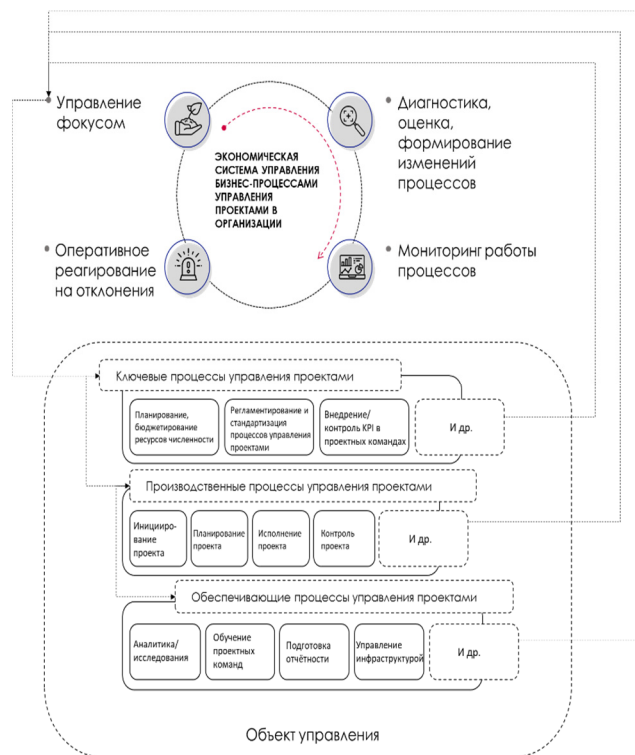 Управление
фокусом
Диагностика,
оценка,
формирование
изменений
процессов
ЭКОНОМИЧЕСКАЯ
СИСТЕМА УПРАВЛЕНИЯ
БИЗНЕС-ПРОЦЕССАМИ
УПРАВЛЕНИЯ
ПРОЕКТАМИ В
ОРГАНИЗАЦИИ
Оперативное
реагирование
на отклонения
Мониторинг работы
процессов
Ключевые процессы управления проектами
Планирование,
бюджетирование
ресурсов численности
Регламентирование и
стандартизация
процессов управления
проектами
Внедрение/
контроль KPI в
проектных командах
И др.
Производственные процессы управления проектами
Иницииро-
вание
проекта
Планирование
проекта
Исполнение
проекта
Контроль
проекта
И др.
Обеспечивающие процессы управления проектами
Аналитика/
исследования
Обучение
проектных
команд
Подготовка
отчётности
Управление
инфраструктурой
И др.
Объект управления